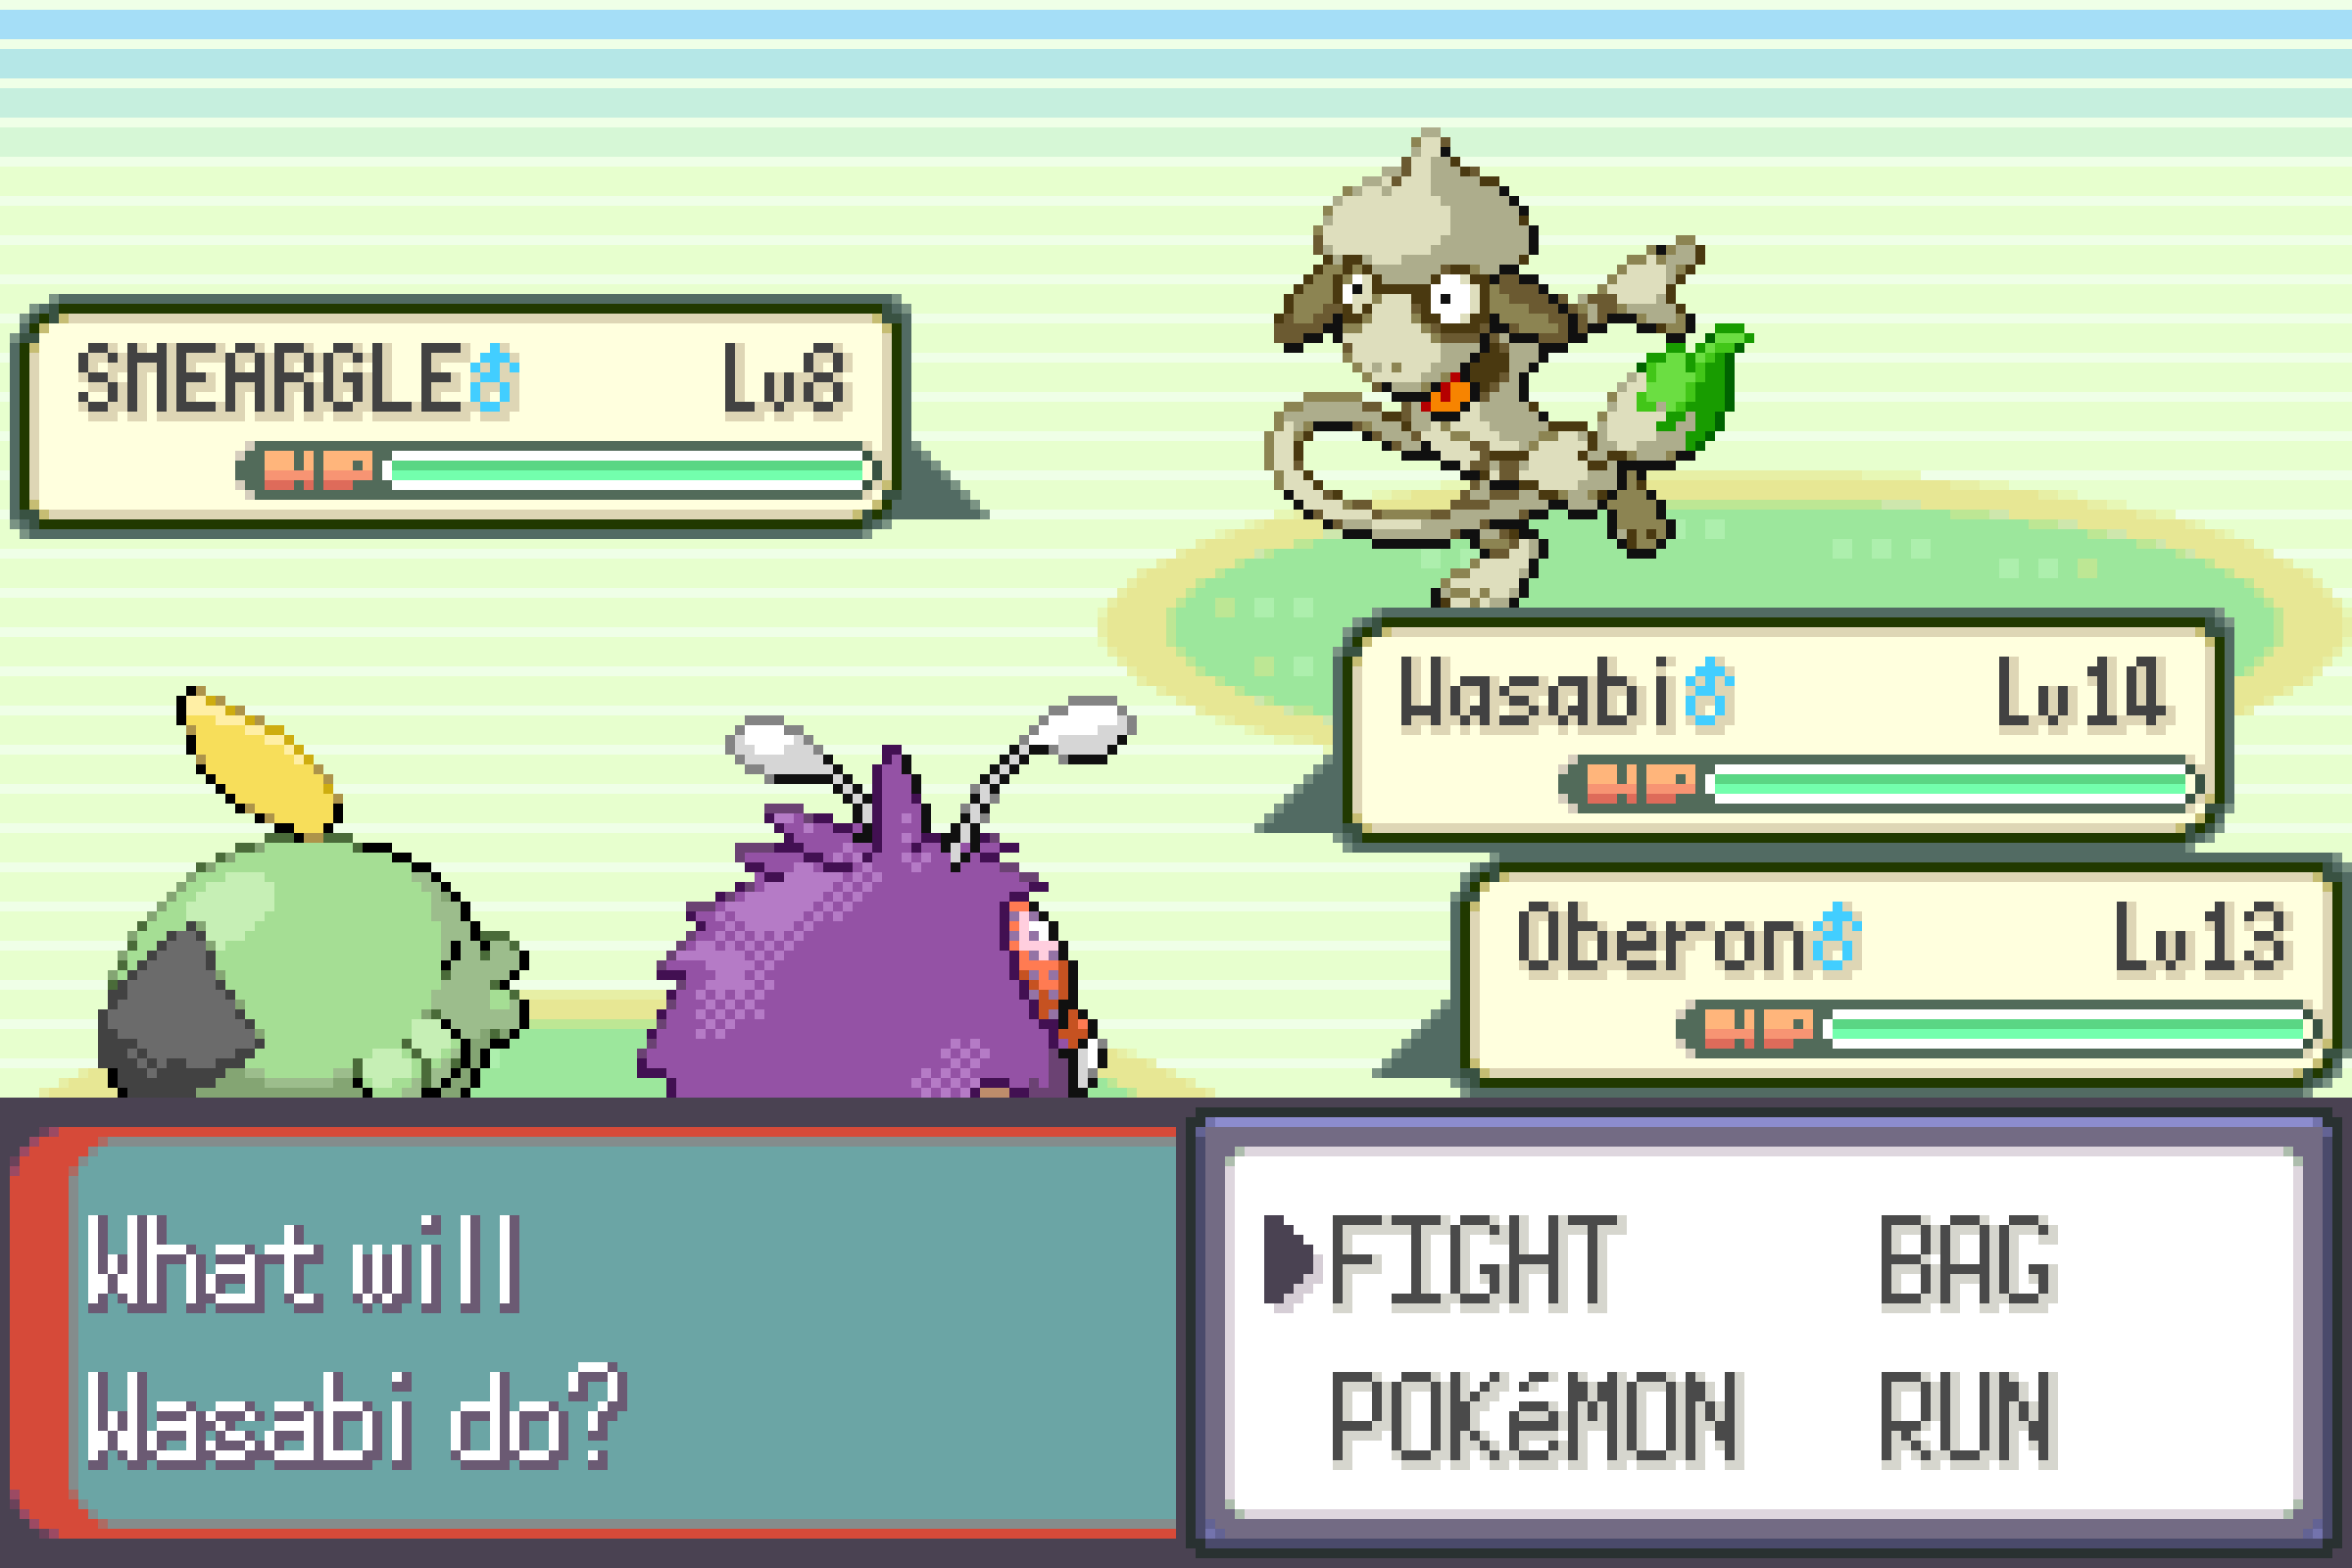 SMEARGLE♂ Lv8
HP
Wasabi♂ Lv14
HP
Oberon♂ Lv13
HP
What will
Wasabi do?
▶FIGHT BAG
POKéMON RUN